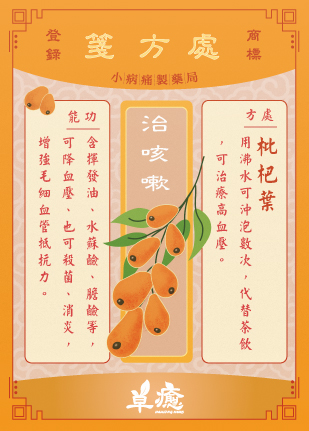 商標
處方箋
登錄
小病痛製藥局
處方
枇杷葉
用沸水可沖泡數次，代替茶飲
，可治療高血壓。
治咳嗽
功能
含揮發油、水蘇鹼、膽鹼等，
可降血壓、也可殺菌、消炎，
增強毛細血管抵抗力。
草癒